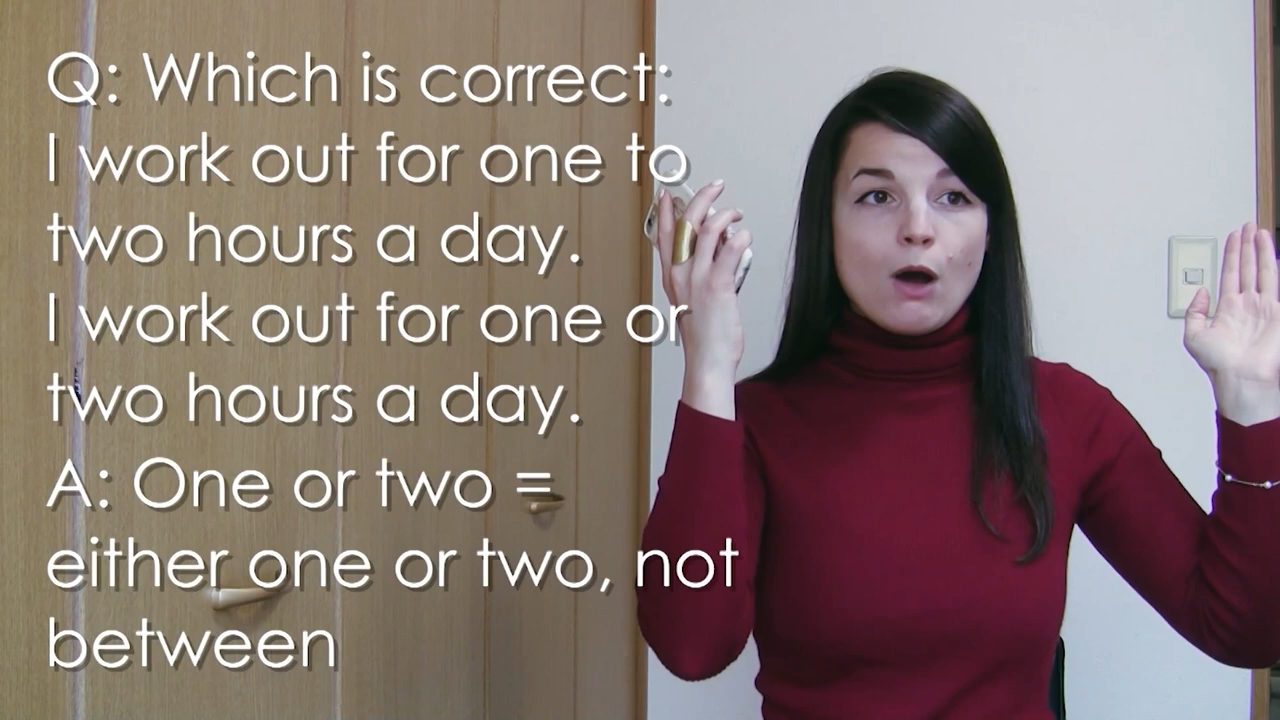 Q: Which is correct:
I work out for one to
two hours a day.
I work out for one or
two hours a day.
A: One or two =
either one or two, not
between